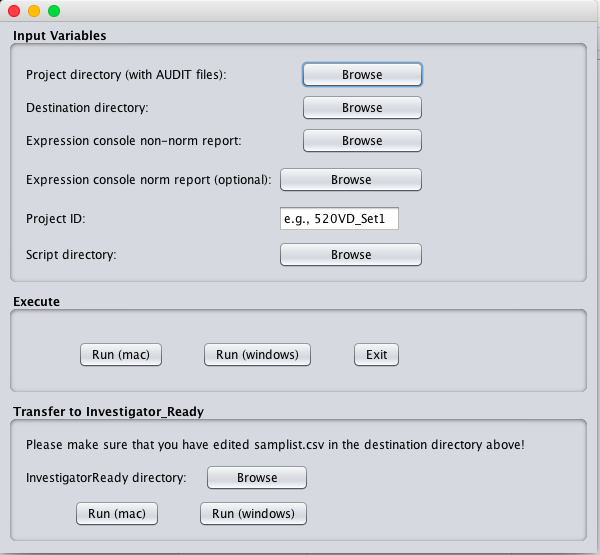 Input Variables
Project directory (with AUDIT files): Browse
Destination directory: Browse
Expression console non-norm report: Browse
Expression console norm report (optional): Browse
Project ID: e.g., 520VD_Set1
Script directory: Browse
Execute
Run (mac) Run (windows) Exit
Transfer to Investigator_Ready
Please make sure that you have edited samplist.csv in the destination directory above!
InvestigatorReady directory: Browse
Run (mac) Run (windows)